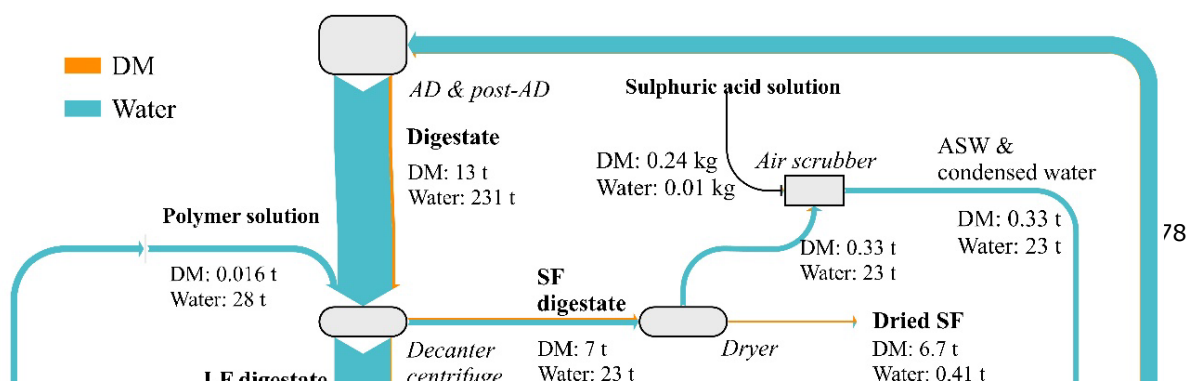 DM
Water
AD & post-AD
Digestate
DM: 13 t
Water: 231 t
Sulphuric acid solution
DM: 0.24 kg
Water: 0.01 kg
Air scrubber
ASW &
condensed water
DM: 0.33 t
Water: 23 t
78
Polymer solution
DM: 0.016 t
Water: 28 t
DM: 0.33 t
Water: 23 t
SF
digestate
DM: 7 t
Water: 23 t
Dryer
Dried SF
DM: 6.7 t
Water: 0.41 t
Decanter
centrifuge
LF digestate